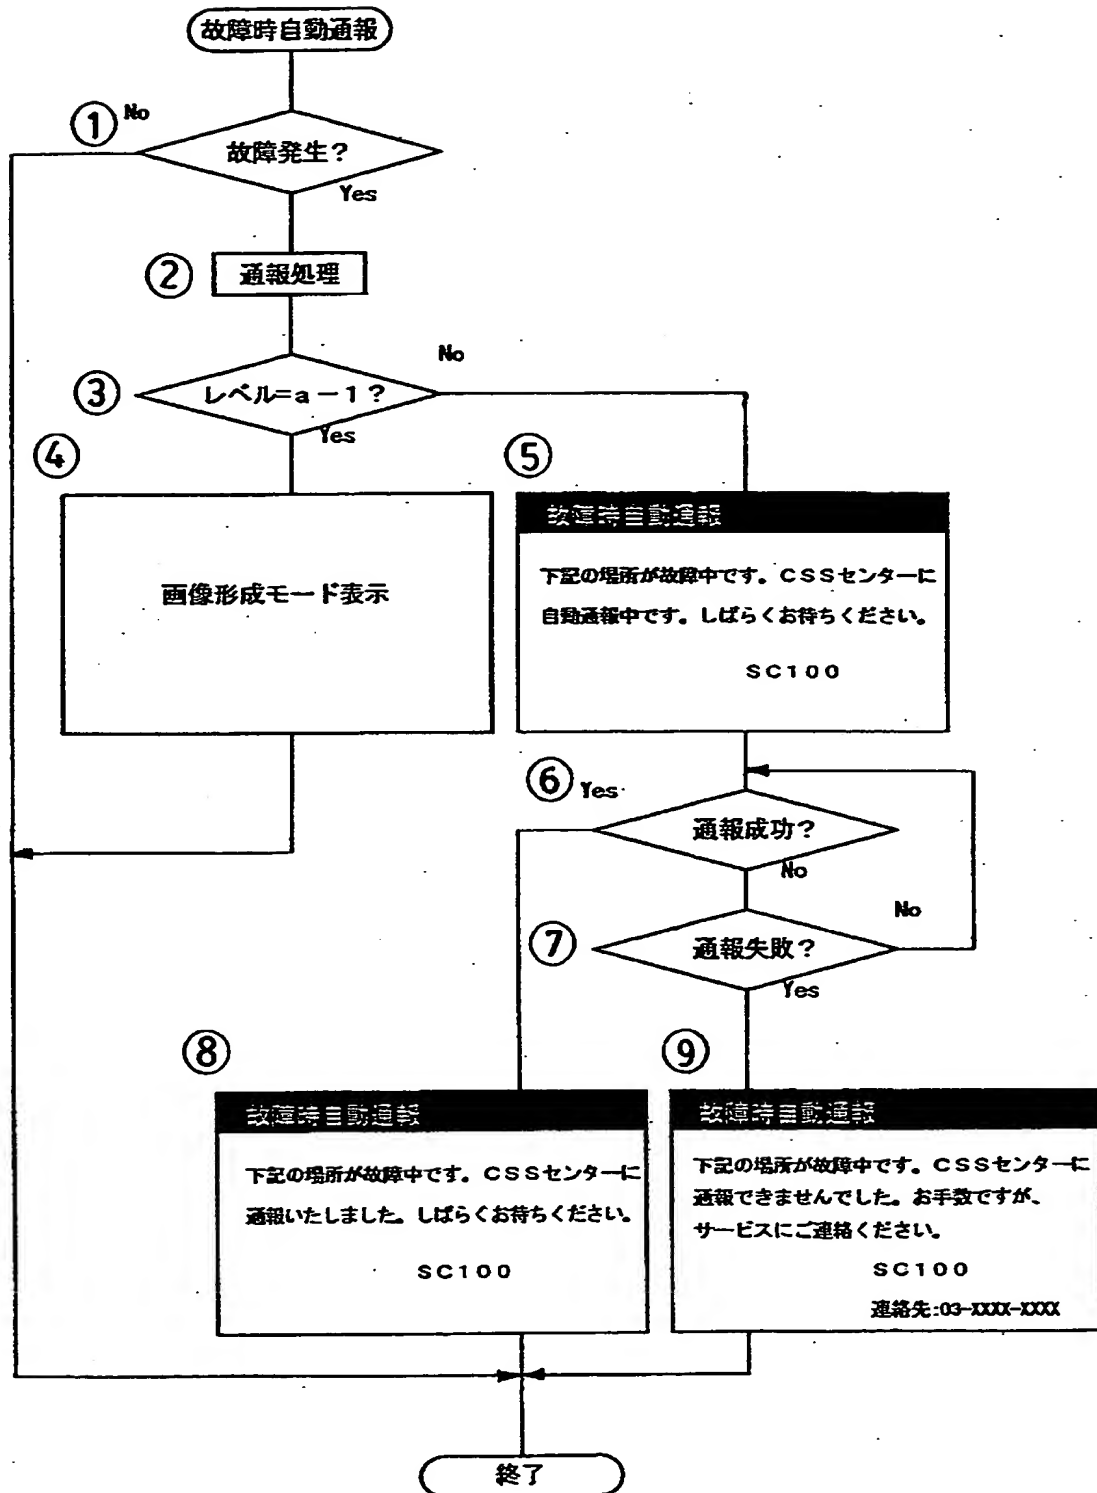 故障時自動通報
① No
故障発生？
Yes
② 通報処理
No
③ レベル=a－1？
Yes
④
画像形成モード表示
⑤
故障時自動通報
下記の場所が故障中です。CSSセンターに
自動通報中です。しばらくお待ちください。
SC100
⑥ Yes
通報成功？
No
No
⑦ 通報失敗？
Yes
⑧
故障時自動通報
下記の場所が故障中です。CSSセンターに
通報いたしました。しばらくお待ちください。
SC100
⑨
故障時自動通報
下記の場所が故障中です。CSSセンターに
通報できませんでした。お手数ですが、
サービスにご連絡ください。
SC100
連絡先:03-XXXX-XXXX
終了